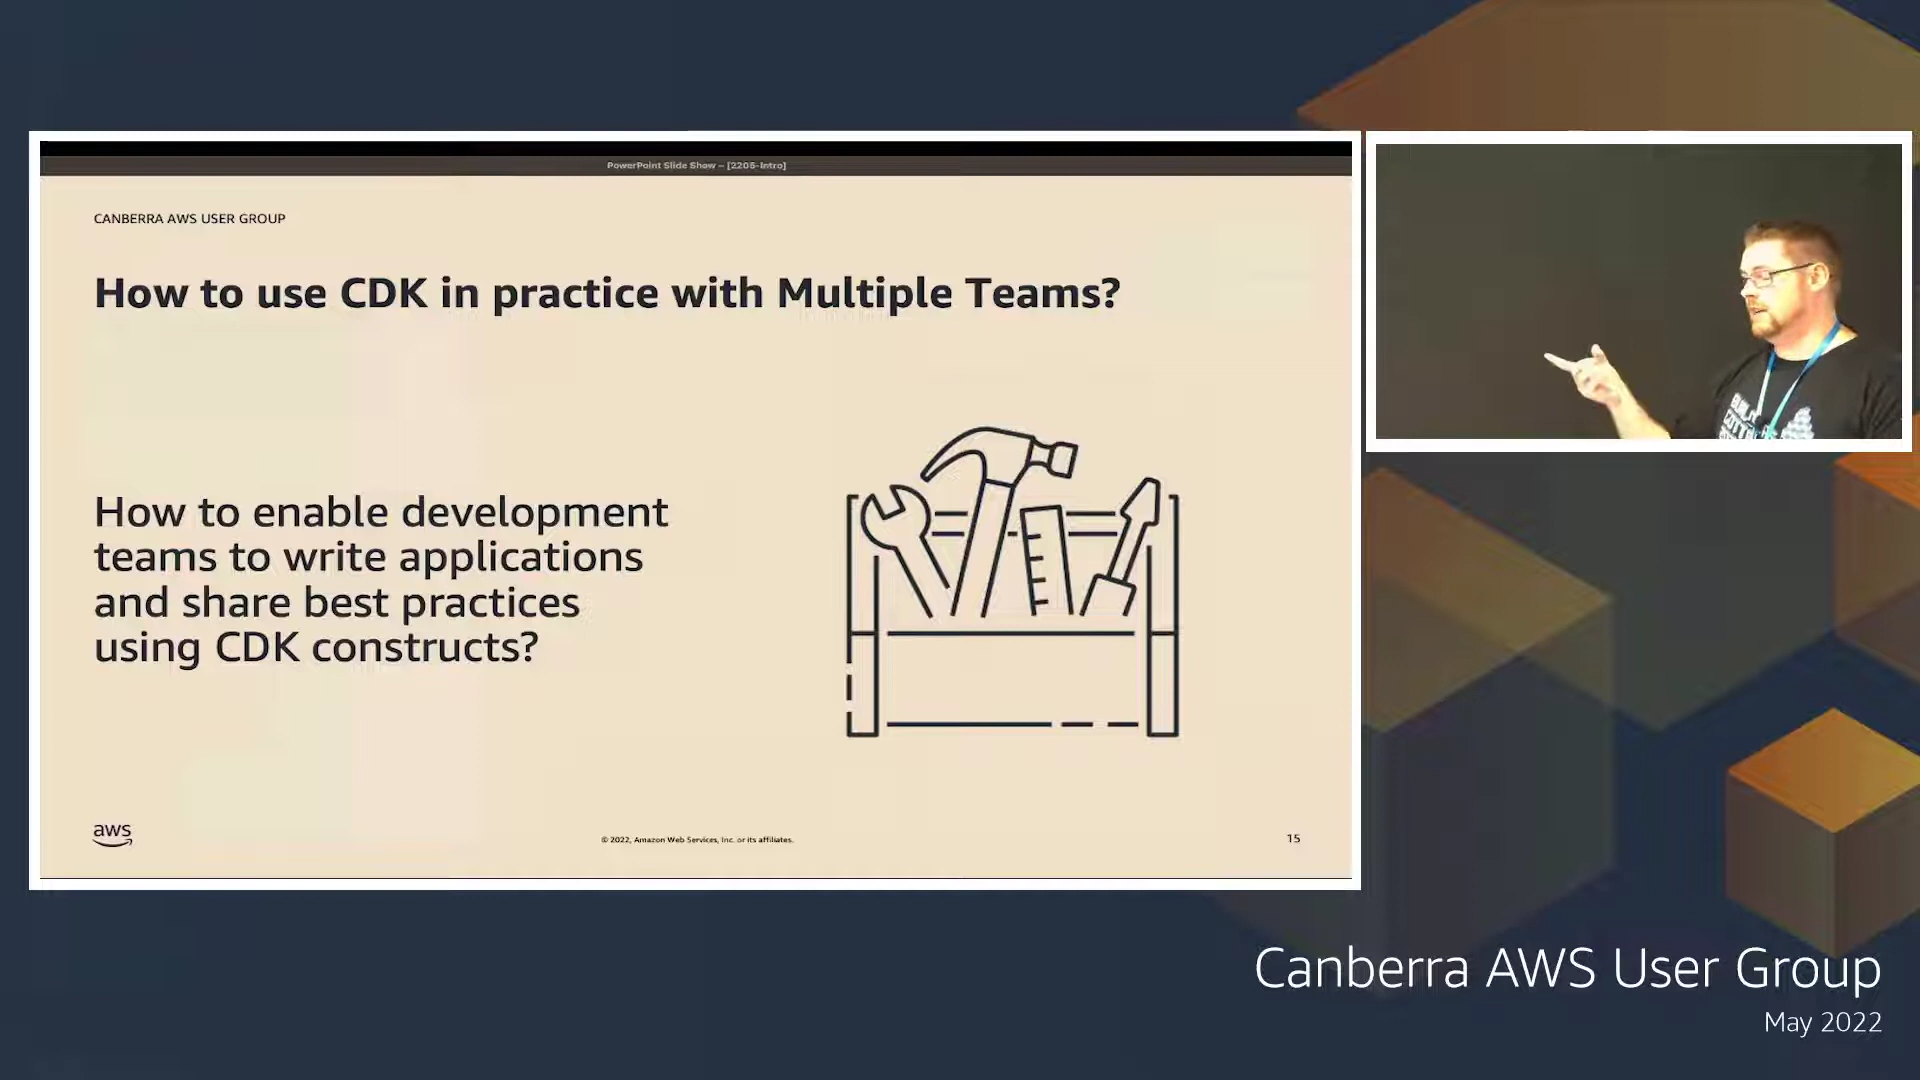 PowerPoint Slide Show – [2205-Intro]
CANBERRA AWS USER GROUP
How to use CDK in practice with Multiple Teams?
How to enable development
teams to write applications
and share best practices
using CDK constructs?
aws
© 2022, Amazon Web Services, Inc. or its affiliates.
15
Canberra AWS User Group
May 2022